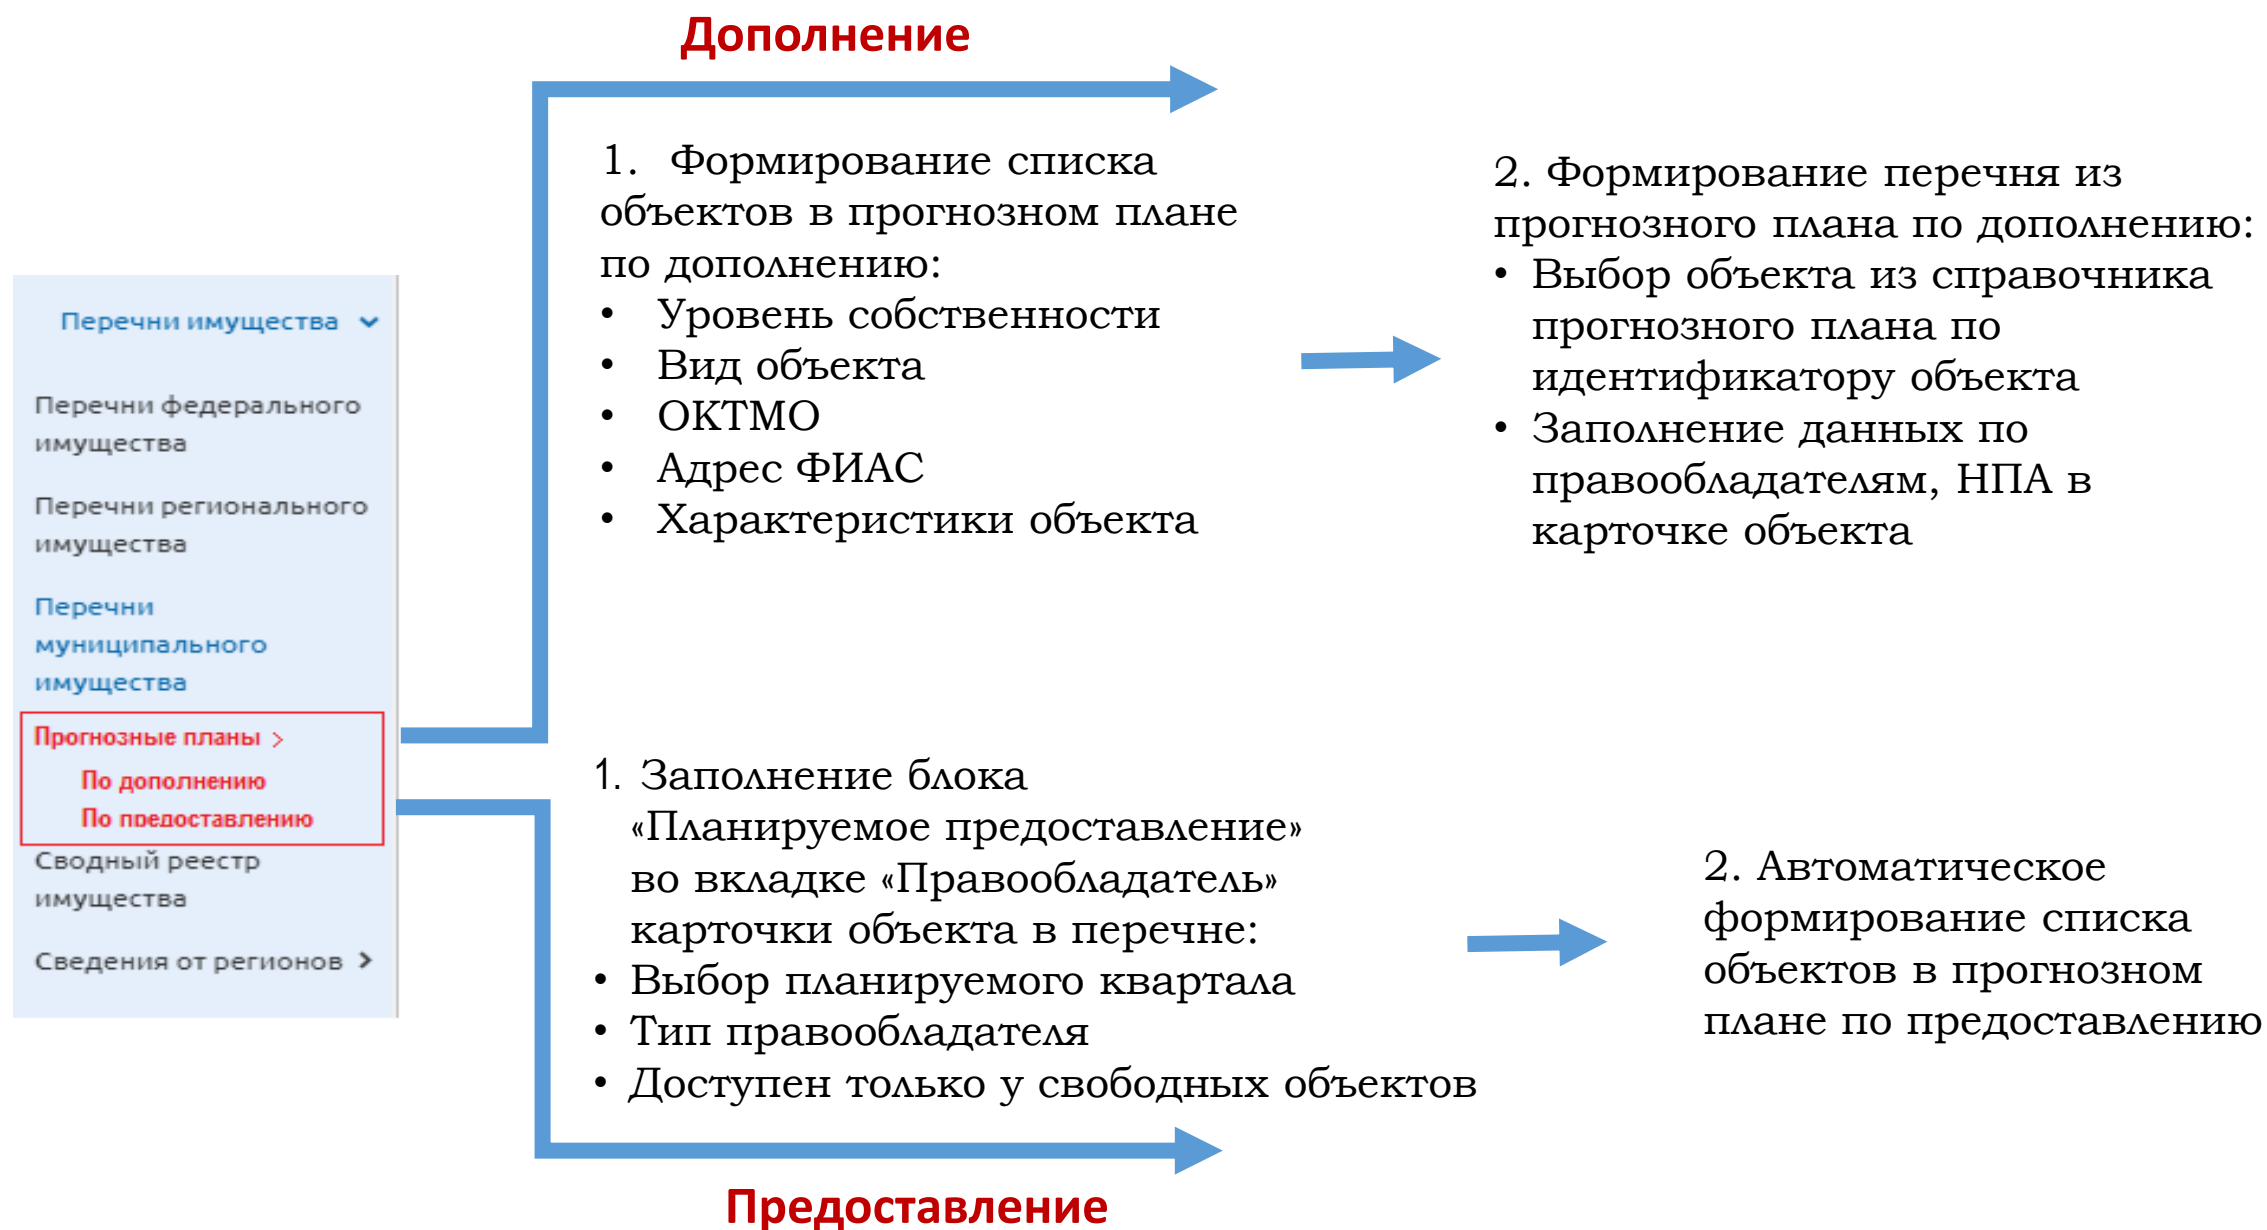 Дополнение
Перечни имущества
Перечни федерального
имущества
Перечни регионального
имущества
Перечни
муниципального
имущества
Прогнозные планы >
По дополнению
По предоставлению
Сводный реестр
имущества
Сведения от регионов >
1. Формирование списка
объектов в прогнозном плане
по дополнению:
• Уровень собственности
• Вид объекта
• ОКТМО
• Адрес ФИАС
• Характеристики объекта
2. Формирование перечня из
прогнозного плана по дополнению:
• Выбор объекта из справочника
прогнозного плана по
идентификатору объекта
• Заполнение данных по
правообладателям, НПА в
карточке объекта
1. Заполнение блока
«Планируемое предоставление»
во вкладке «Правообладатель»
карточки объекта в перечне:
• Выбор планируемого квартала
• Тип правообладателя
• Доступен только у свободных объектов
2. Автоматическое
формирование списка
объектов в прогнозном
плане по предоставлению
Предоставление